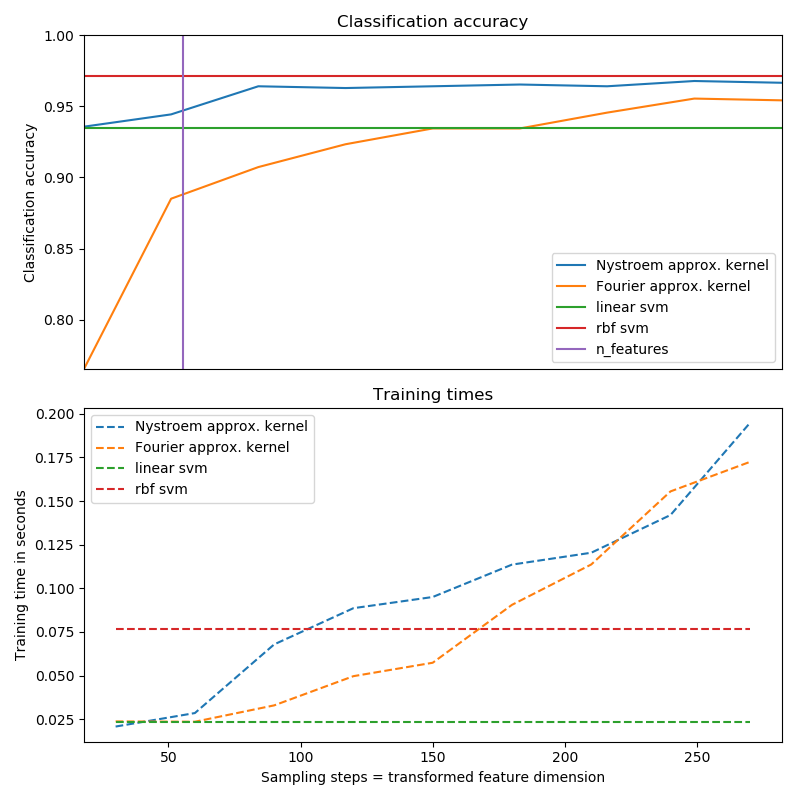 Classification accuracy
Classification accuracy
1.00
0.95
0.90
0.85
0.80
Nystroem approx. kernel
Fourier approx. kernel
linear svm
rbf svm
n_features
Training times
Training time in seconds
0.200
0.175
0.150
0.125
0.100
0.075
0.050
0.025
Nystroem approx. kernel
Fourier approx. kernel
linear svm
rbf svm
50 100 150 200 250
Sampling steps = transformed feature dimension